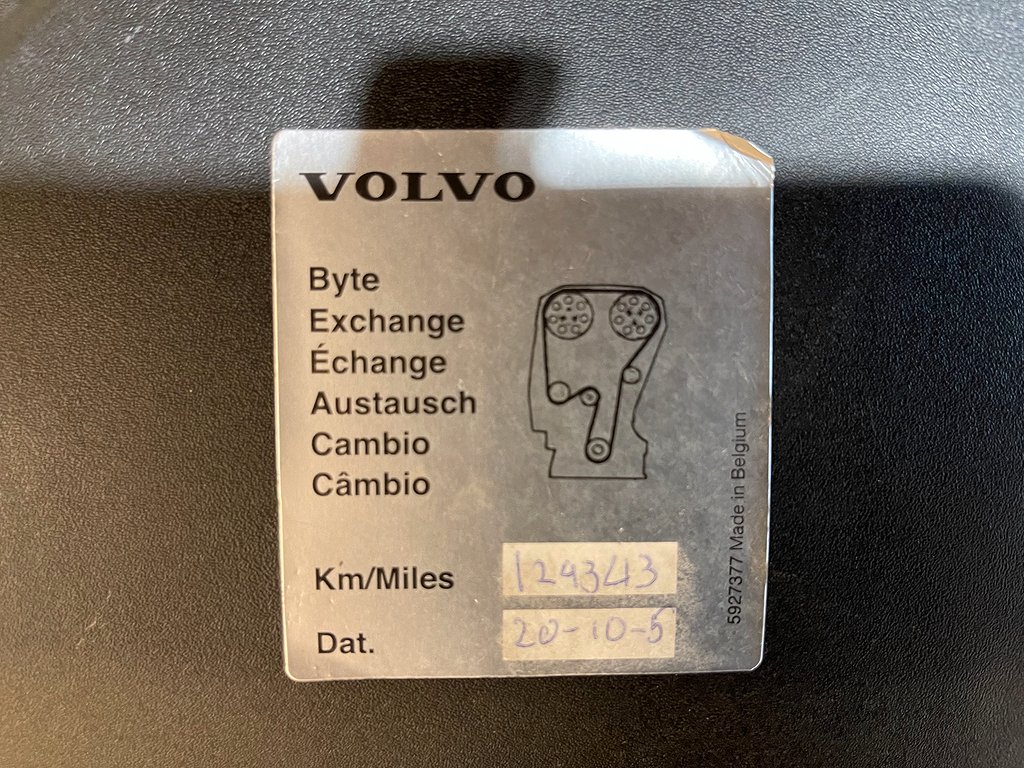 VOLVO
Byte
Exchange
Échange
Austausch
Cambio
Câmbio
Km/Miles 124343
Dat. 20-10-5
5927377 Made in Belgium